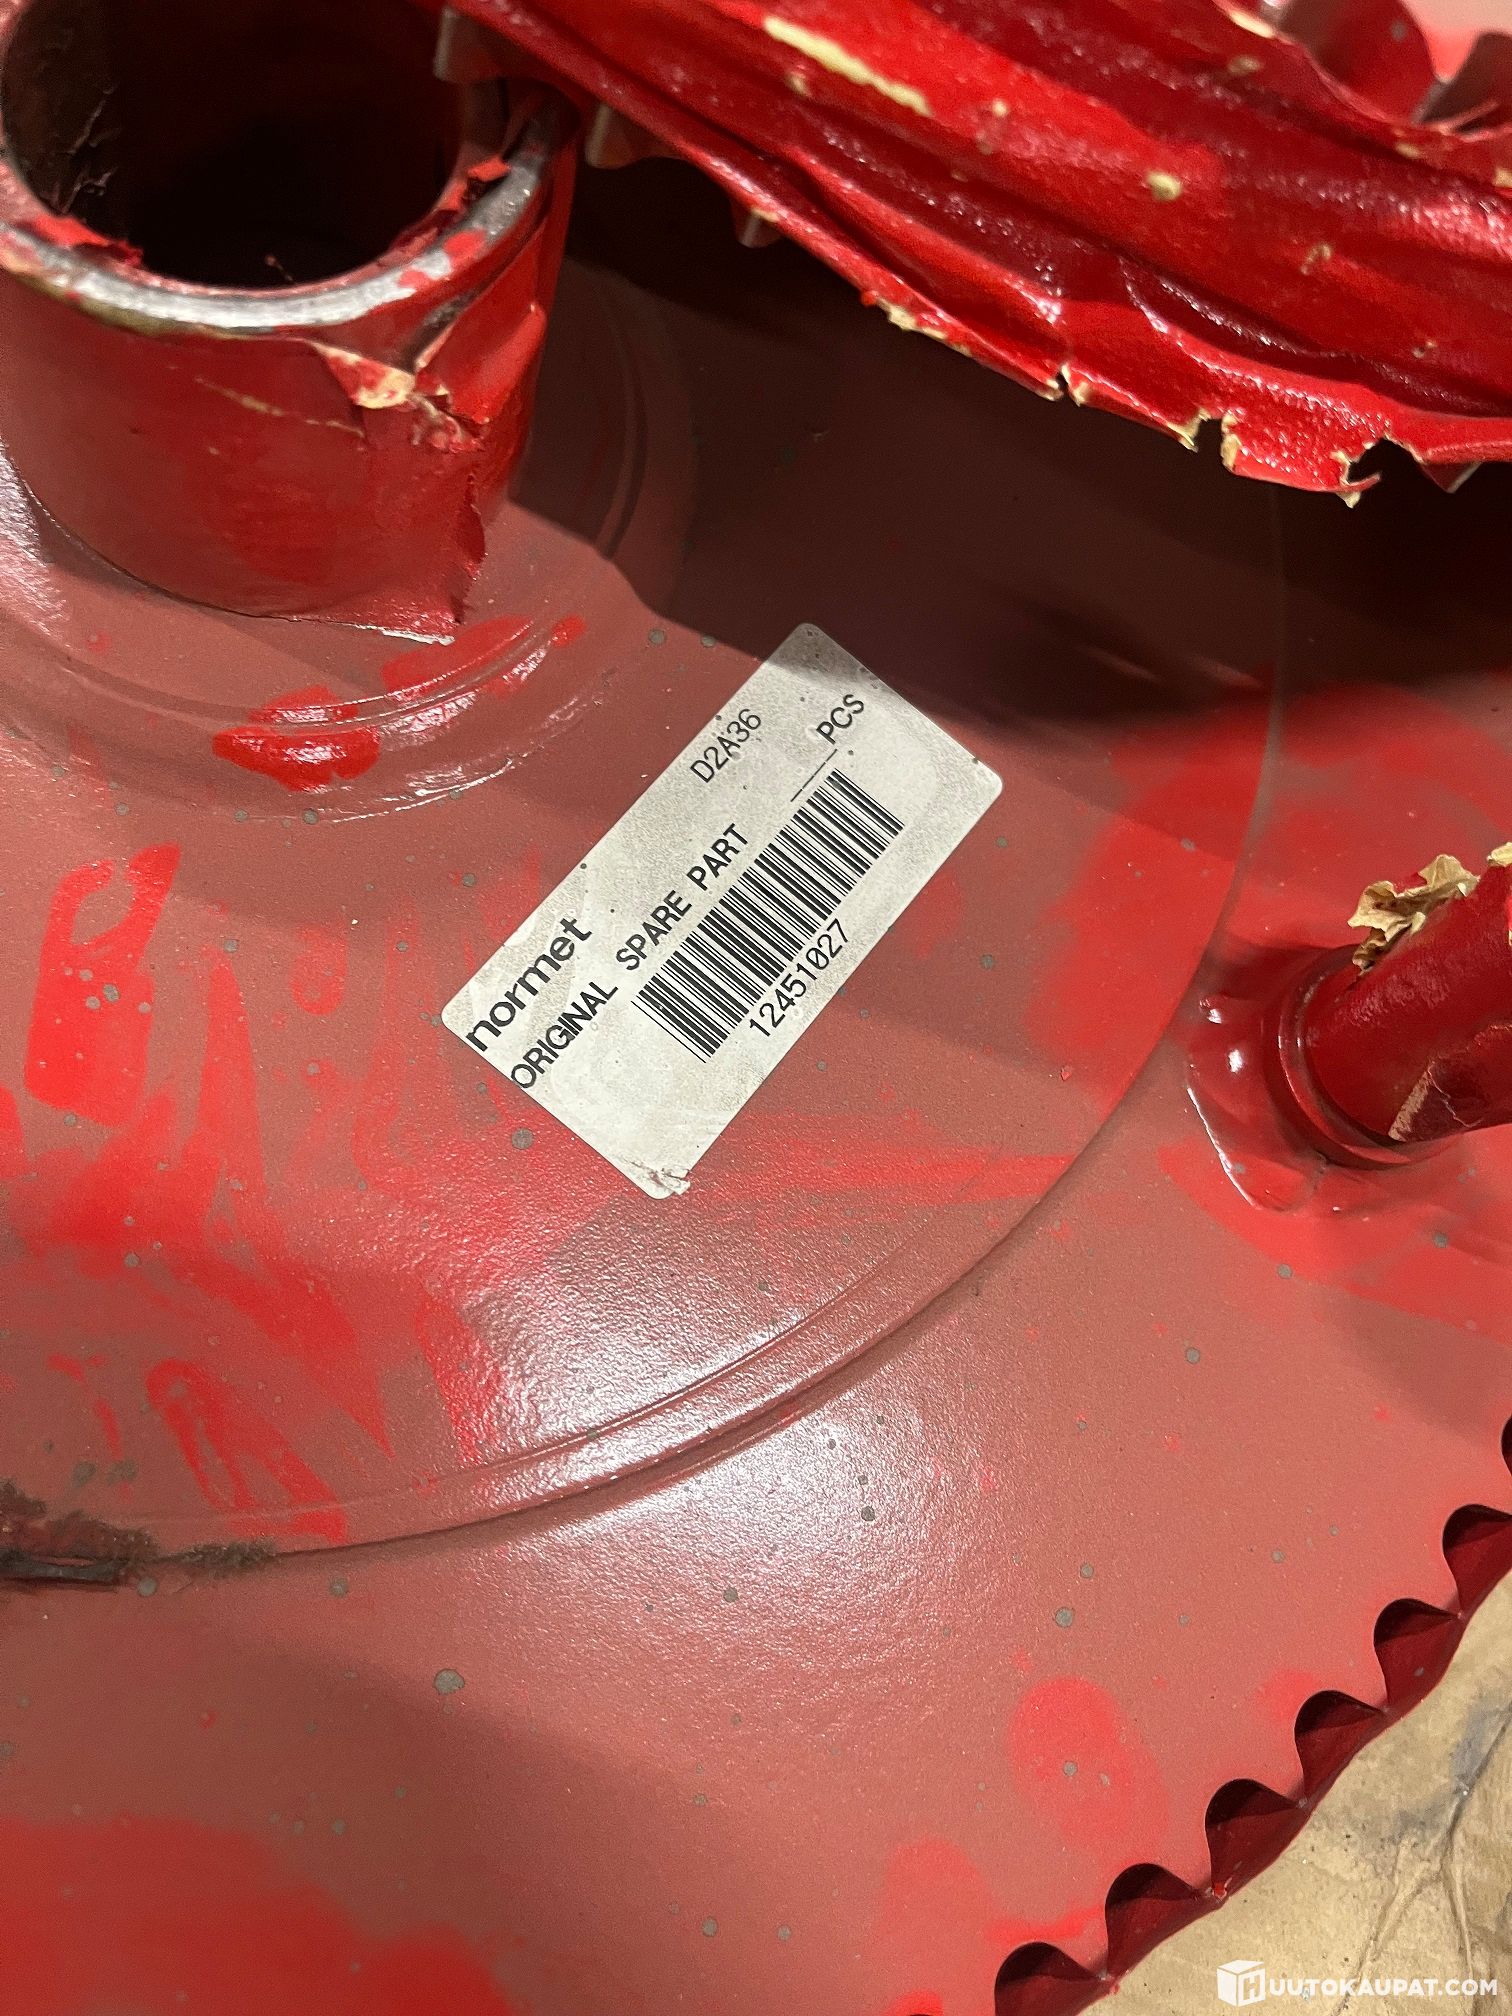 normet
D2A36
ORIGINAL SPARE PART
PCS
12451027
HUUTOKAUPAT.COM